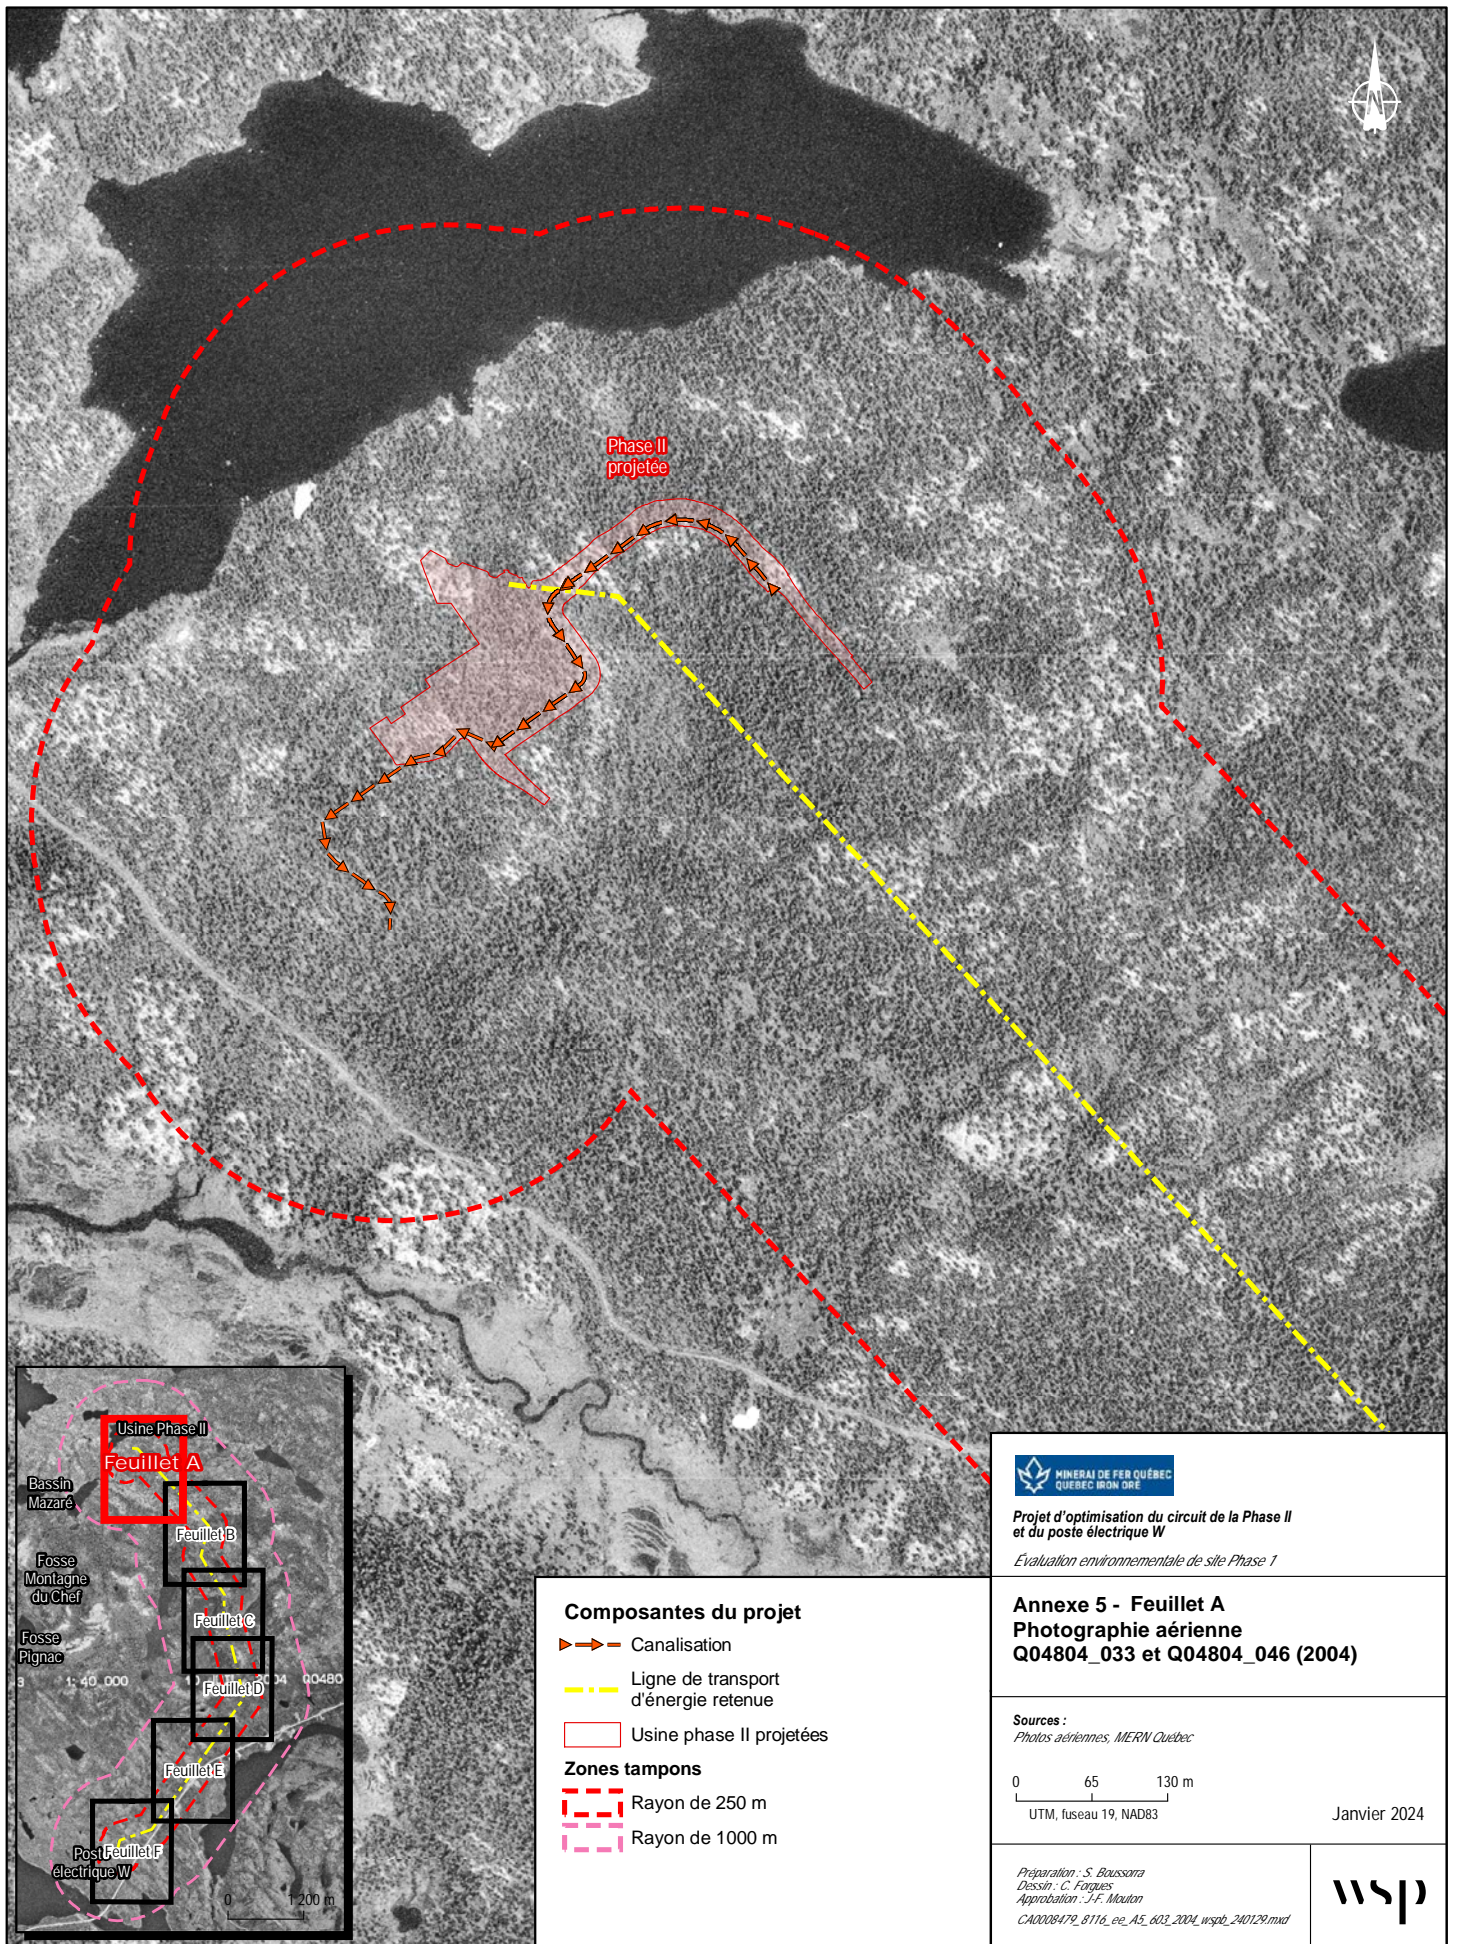 N
Phase II
projetée
Usine Phase II
Feuillet A
Bassin
Mazaré
Feuillet B
Fosse
Montagne
du Chef
Feuillet C
Fosse
Pignac
3 1: 40 000 2004 Q0480
Feuillet D
Feuillet E
Feuillet F
électrique W
0 1 200 m
Composantes du projet
Canalisation
Ligne de transport
d'énergie retenue
Usine phase II projetées
Zones tampons
Rayon de 250 m
Rayon de 1000 m
MINERAI DE FER QUÉBEC
QUEBEC IRON ORE
Projet d'optimisation du circuit de la Phase II
et du poste électrique W
Évaluation environnementale de site Phase 1
Annexe 5 - Feuillet A
Photographie aérienne
Q04804_033 et Q04804_046 (2004)
Sources :
Photos aériennes, MERN Québec
0 65 130 m
UTM, fuseau 19, NAD83
Janvier 2024
Préparation : S. Boussorra
Dessin : C. Forgues
Approbation : J-F. Mouton
CA0008479_8116_ee_A5_603_2004_wspb_240129.mxd
wsp